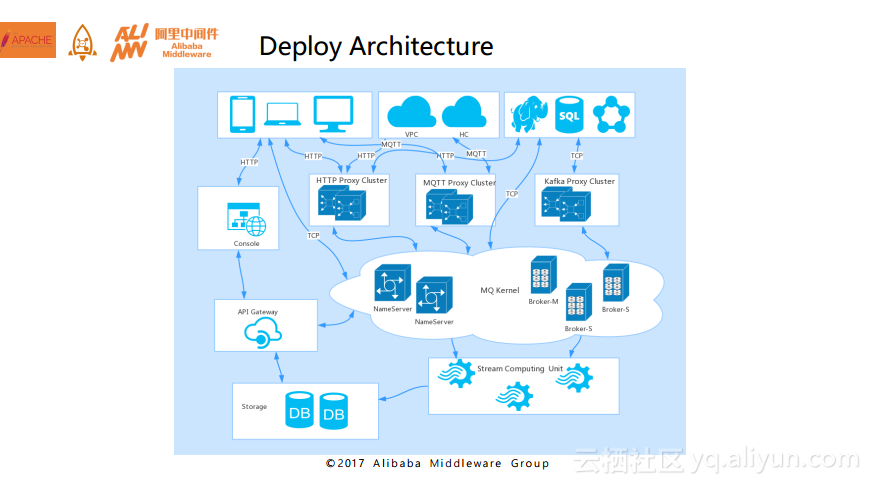 APACHE
阿里中间件
Alibaba
Middleware
Deploy Architecture
VPC
HC
SQL
MQTT
HTTP
HTTP
HTTP
HTTP
MQTT
TCP
HTTP Proxy Cluster
MQTT Proxy Cluster
Kafka Proxy Cluster
TCP
Console
TCP
MQ Kernel
NameServer
NameServer
Broker-M
Broker-S
Broker-S
API Gateway
Stream Computing Unit
Storage
DB
DB
©2017 Alibaba Middleware Group
云栖社区 yq.aliyun.com